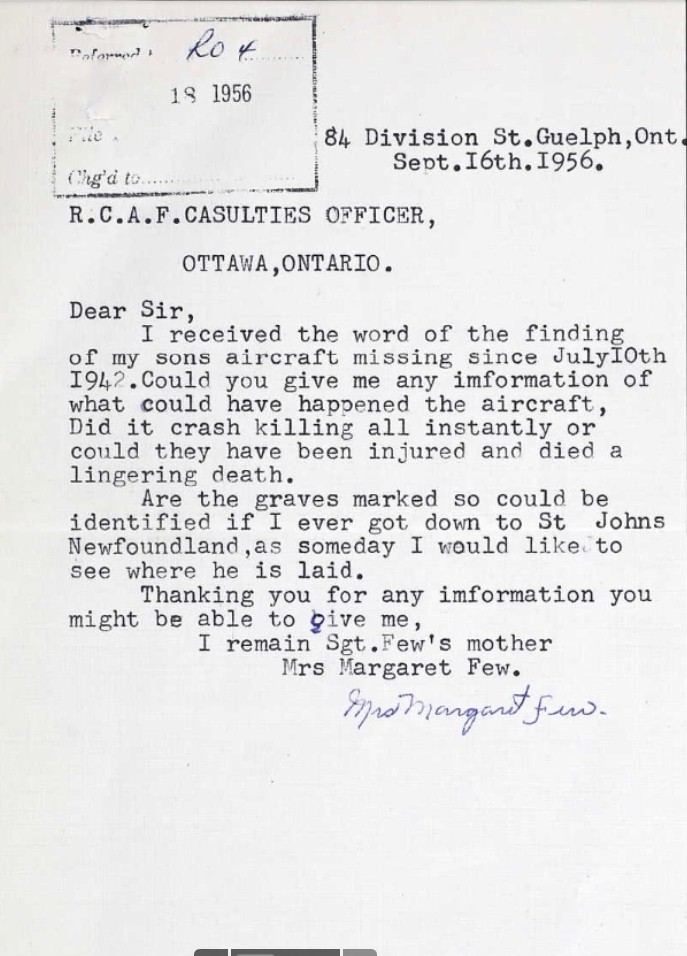 Referred RO 4
18 1956
File
Chg'd to
84 Division St.Guelph,Ont.
Sept.I6th.I956.
R.C.A.F.CASULTIES OFFICER,
OTTAWA,ONTARIO.
Dear Sir,
I received the word of the finding
of my sons aircraft missing since JulyIOth
I942.Could you give me any imformation of
what could have happened the aircraft,
Did it crash killing all instantly or
could they have been injured and died a
lingering death.
Are the graves marked so could be
identified if I ever got down to St Johns
Newfoundland,as someday I would like to
see where he is laid.
Thanking you for any imformation you
might be able to give me,
I remain Sgt.Few's mother
Mrs Margaret Few.
Mrs Margaret Few.